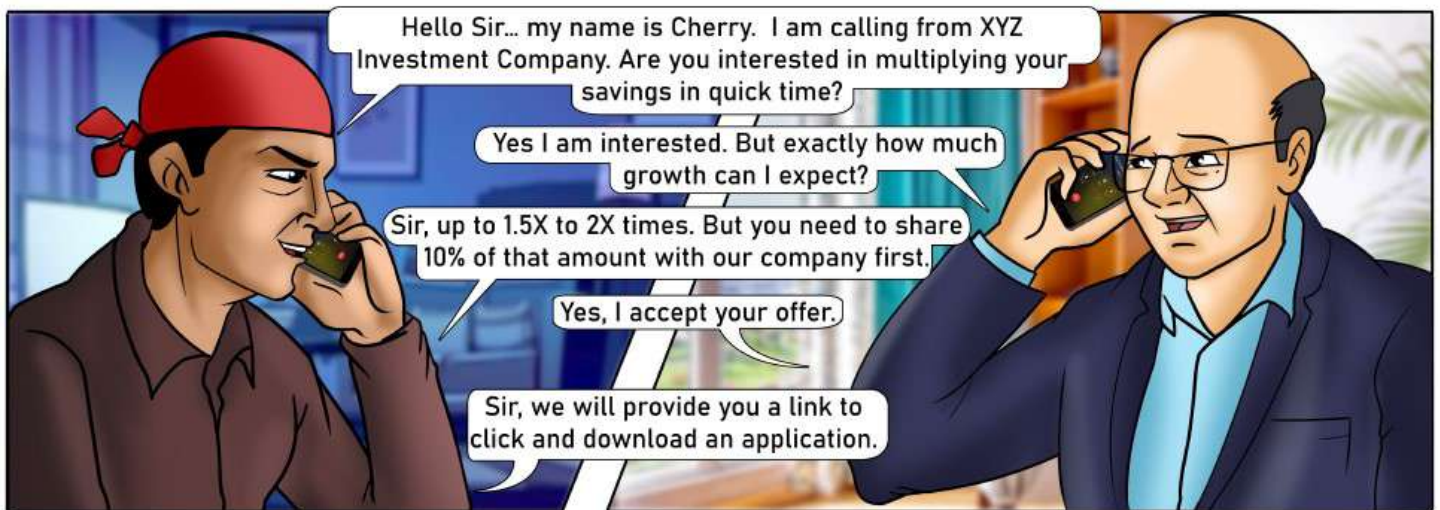 Hello Sir... my name is Cherry. I am calling from XYZ
Investment Company. Are you interested in multiplying your
savings in quick time?
Yes I am interested. But exactly how much
growth can I expect?
Sir, up to 1.5X to 2X times. But you need to share
10% of that amount with our company first.
Yes, I accept your offer.
Sir, we will provide you a link to
click and download an application.